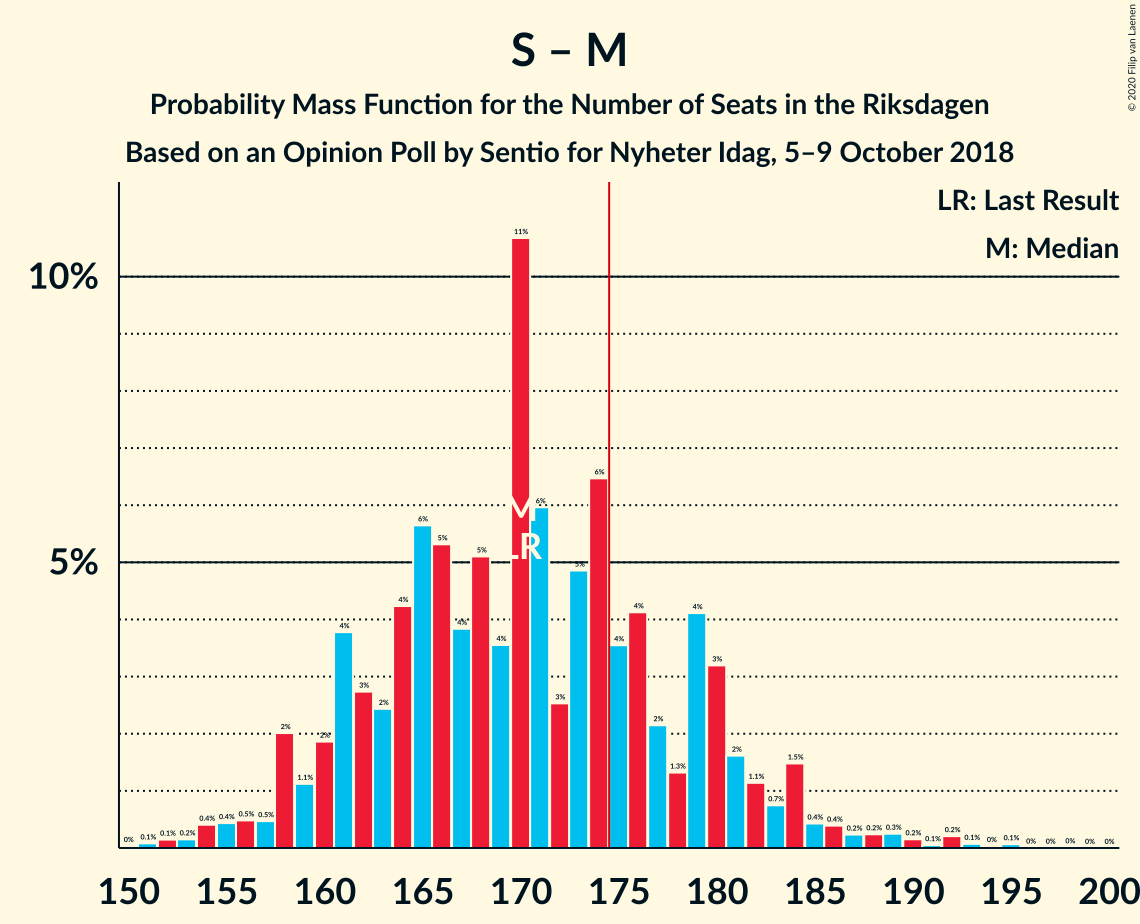 S – M
Probability Mass Function for the Number of Seats in the Riksdagen
Based on an Opinion Poll by Sentio for Nyheter Idag, 5–9 October 2018
© 2020 Filip van Laenen
LR: Last Result
M: Median
10%
5%
0% 0.1% 0.1% 0.2% 0.4% 0.4% 0.5% 0.5% 2% 1.1% 2% 4% 3% 2% 4% 6% 5% 4% 5% 4% 11% 6% 3% 5% 6% 4% 4% 2% 1.3% 4% 3% 2% 1.1% 0.7% 1.5% 0.4% 0.4% 0.2% 0.2% 0.3% 0.2% 0.1% 0.2% 0.1% 0% 0.1% 0% 0% 0% 0% 0%
M
LR
150 155 160 165 170 175 180 185 190 195 200